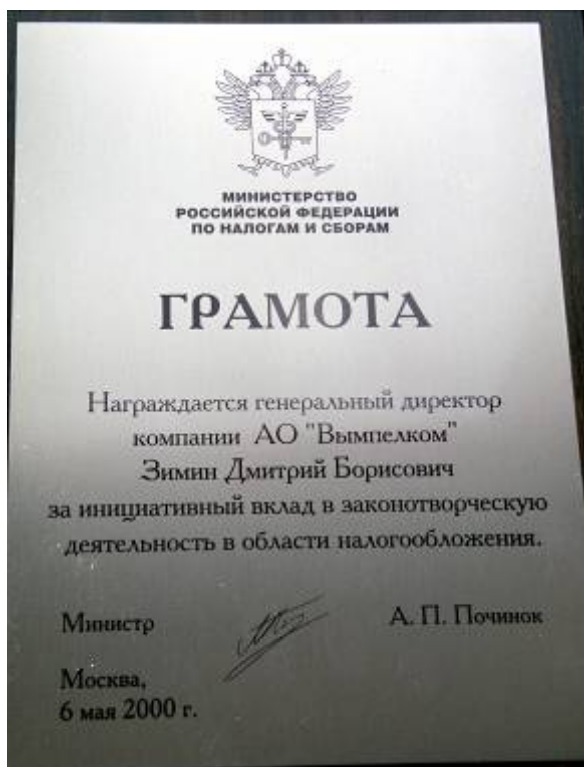 МИНИСТЕРСТВО
РОССИЙСКОЙ ФЕДЕРАЦИИ
ПО НАЛОГАМ И СБОРАМ
ГРАМОТА
Награждается генеральный директор
компании АО "Вымпелком"
Зимин Дмитрий Борисович
за инициативный вклад в законотворческую
деятельность в области налогообложения.
Министр А. П. Починок
Москва,
6 мая 2000 г.